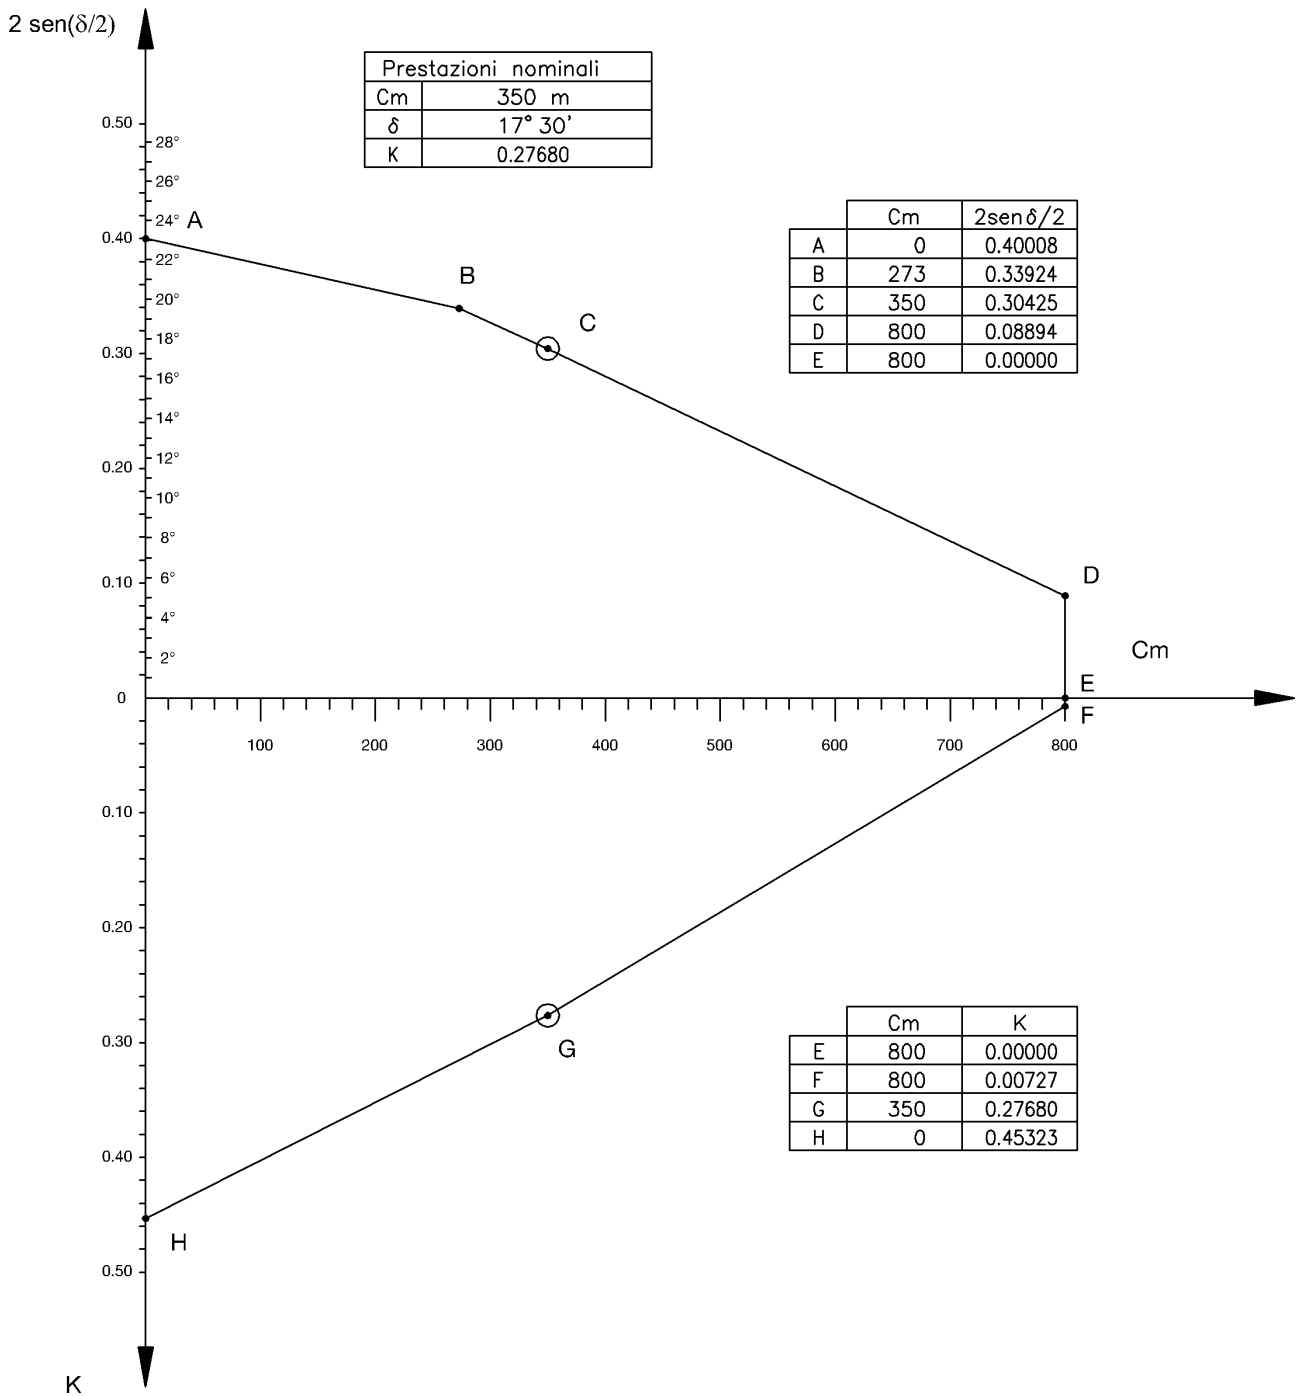 2 sen(δ/2)
Prestazioni nominali
Cm 350 m
δ 17° 30'
K 0.27680
0.50
28°
26°
24°
A
0.40
22°
B
20°
C
18°
0.30
16°
14°
12°
0.20
10°
8°
6°
0.10
4°
2°
0
Cm 2senδ/2
A 0 0.40008
B 273 0.33924
C 350 0.30425
D 800 0.08894
E 800 0.00000
D
Cm
E
F
100 200 300 400 500 600 700 800
0.10
0.20
0.30
G
0.40
H
0.50
Cm K
E 800 0.00000
F 800 0.00727
G 350 0.27680
H 0 0.45323
K